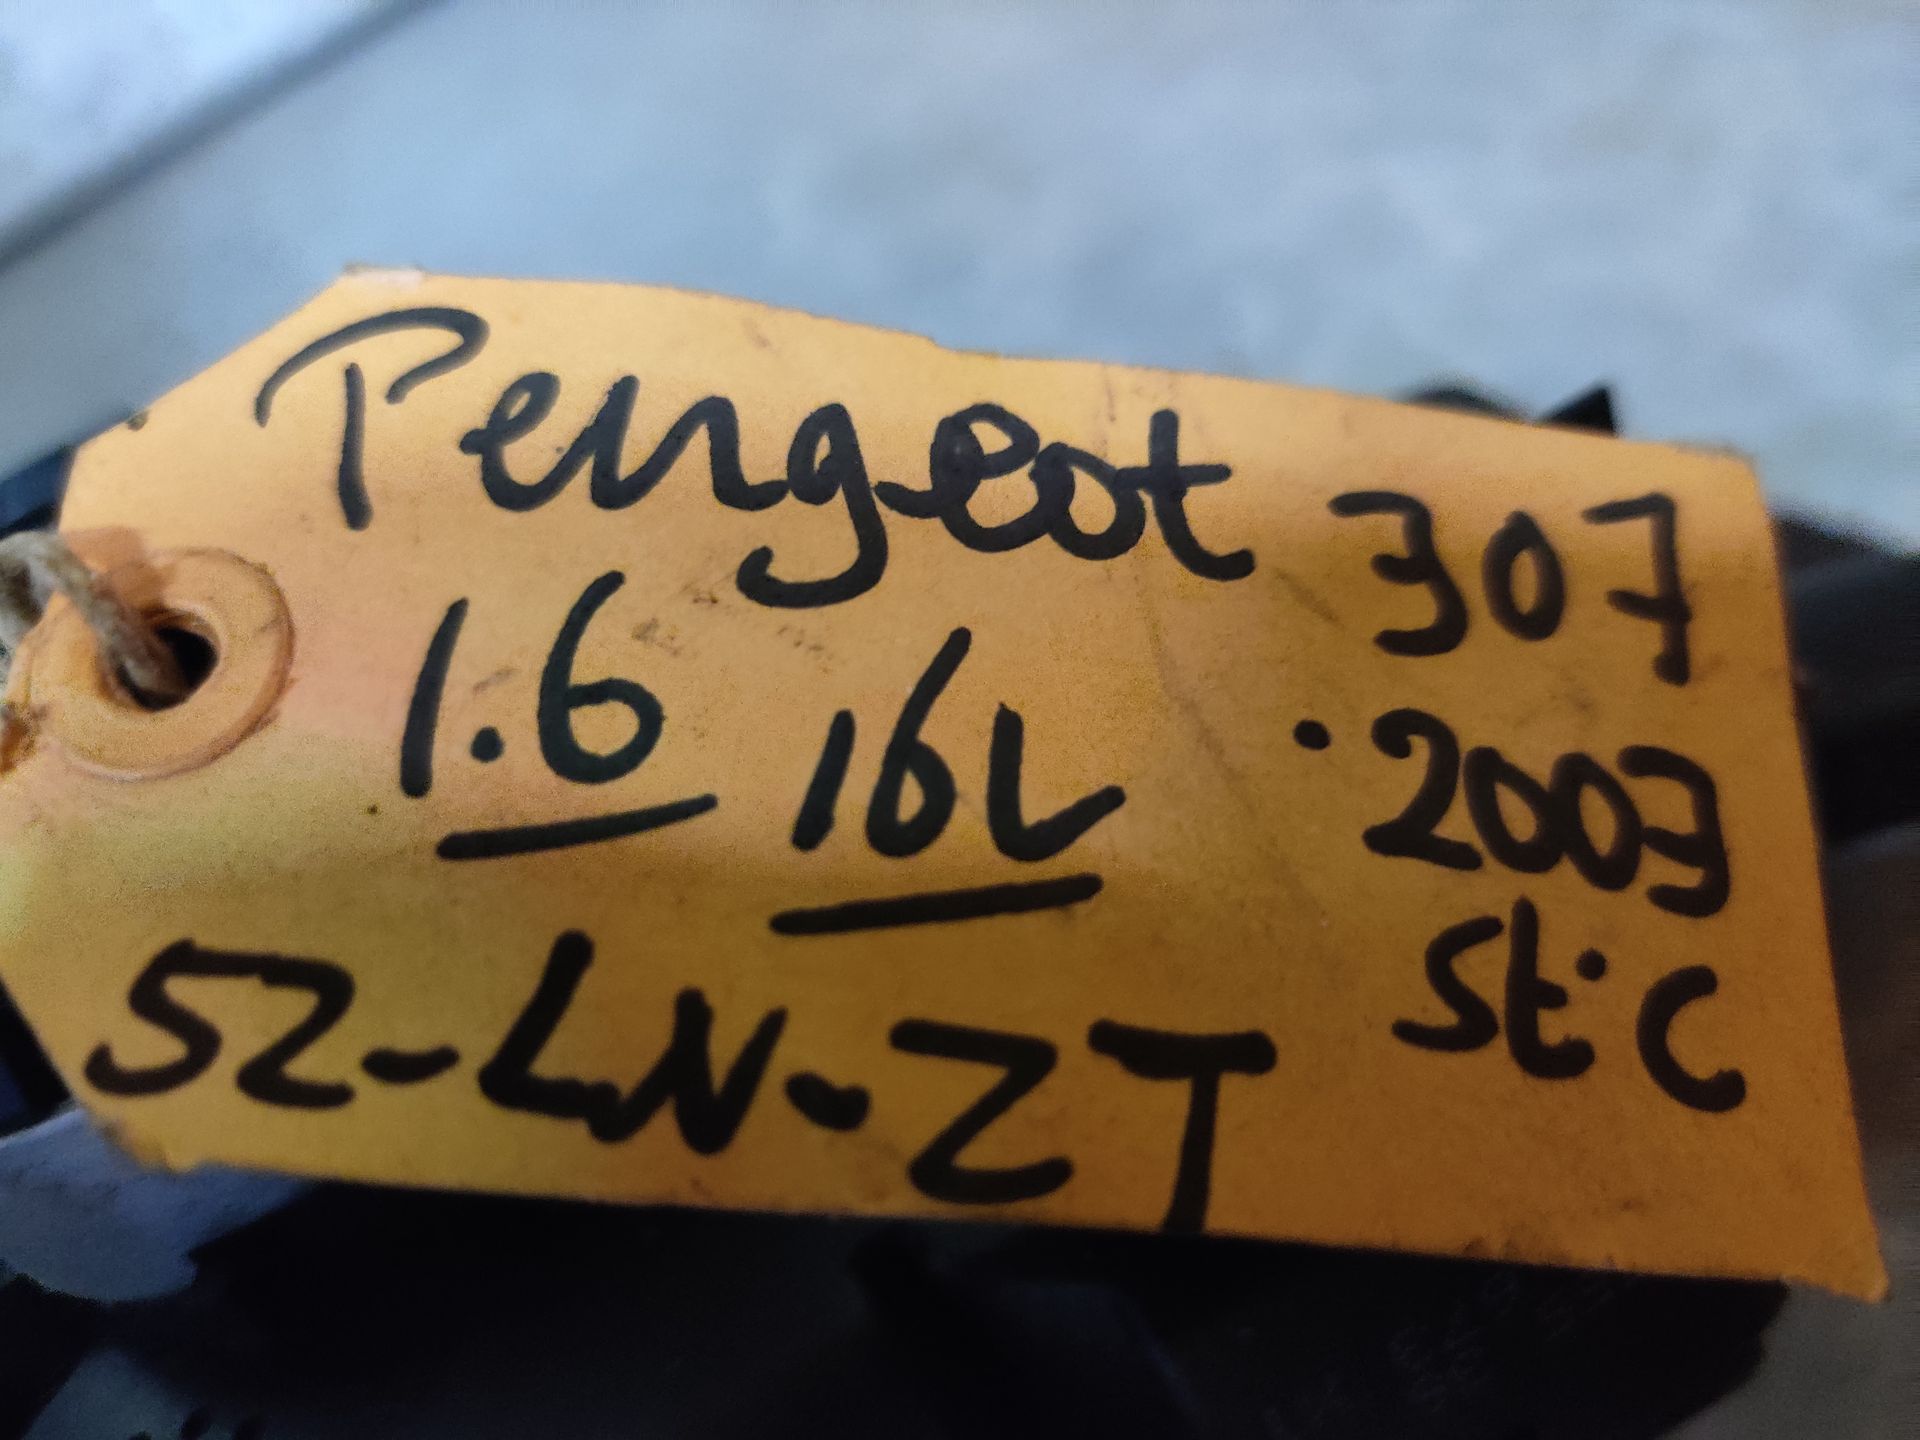 Peugeot 307
1.6 16V .2003
52-LN-ZT st.C